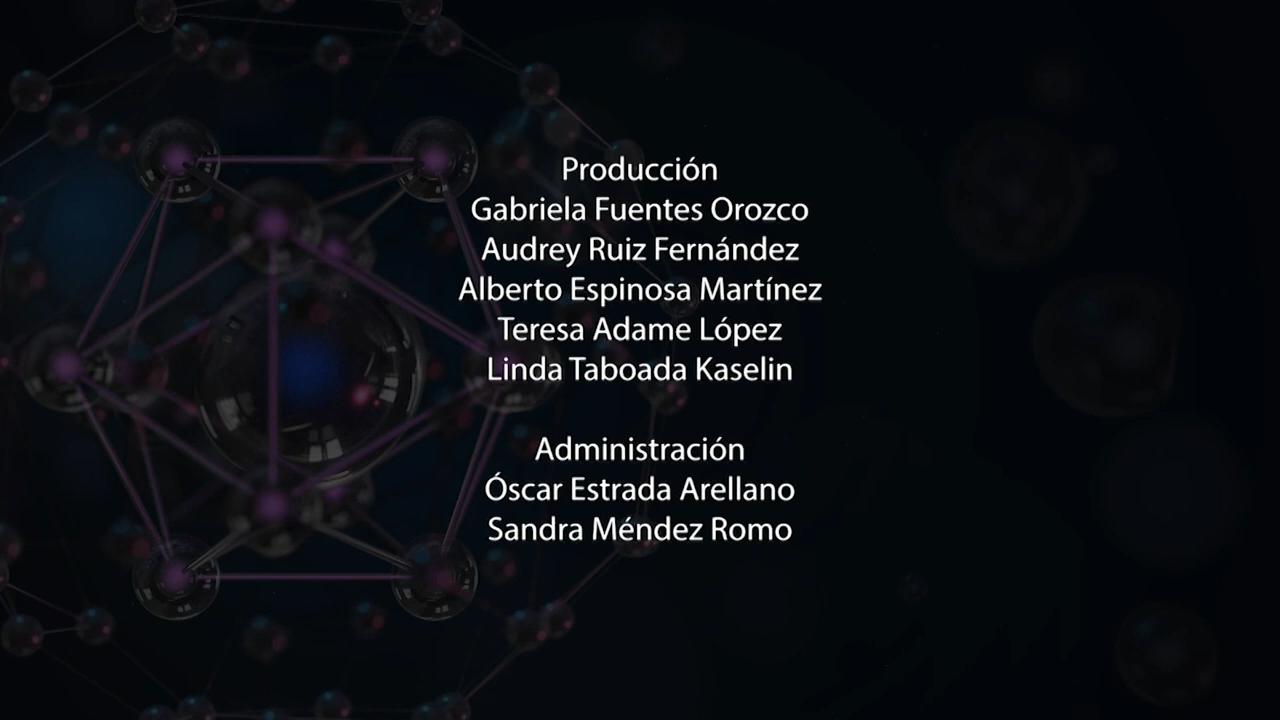 Producción
Gabriela Fuentes Orozco
Audrey Ruiz Fernández
Alberto Espinosa Martínez
Teresa Adame López
Linda Taboada Kaselin
Administración
Óscar Estrada Arellano
Sandra Méndez Romo